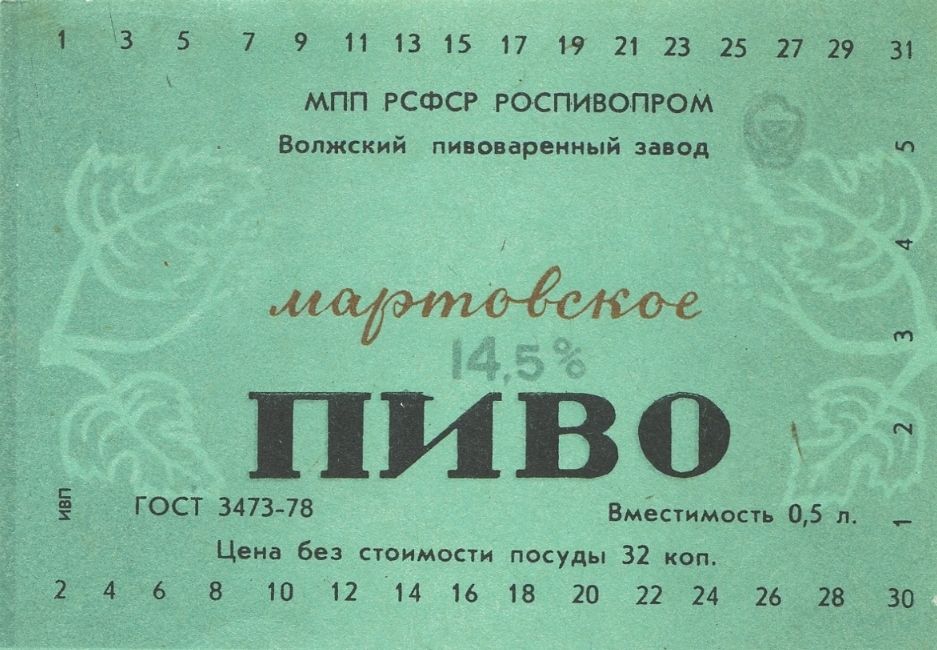 1 3 5 7 9 11 13 15 17 19 21 23 25 27 29 31
МПП РСФСР РОСПИВОПРОМ
Волжский пивоваренный завод
5
4
3
2
1
мартовское
14,5%
ПИВО
ИВП
ГОСТ 3473-78
Вместимость 0,5 л.
Цена без стоимости посуды 32 коп.
2 4 6 8 10 12 14 16 18 20 22 24 26 28 30